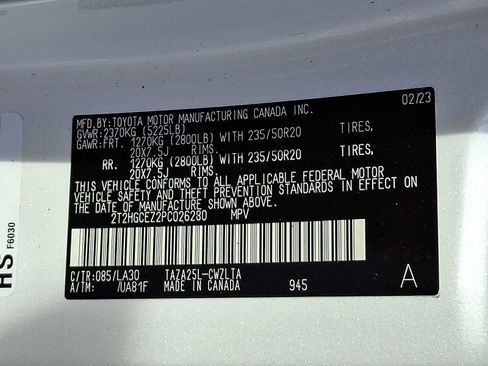 MFD.BY:TOYOTA MOTOR MANUFACTURING CANADA INC. 02/23
GVWR:2370KG (5225LB)
GAWR:FRT. 1270KG (2800LB) WITH 235/50R20 TIRES,
20X7.5J RIMS.
RR. 1270KG (2800LB) WITH 235/50R20 TIRES,
20X7.5J RIMS.
THIS VEHICLE CONFORMS TO ALL APPLICABLE FEDERAL MOTOR
VEHICLE SAFETY AND THEFT PREVENTION STANDARDS IN EFFECT ON
THE DATE OF MANUFACTURE SHOWN ABOVE.
2T2HGCEZ2PC026280 MPV
C/TR:085/LA30 TAZA25L-CWZLTA A
A/TM: /UA81F MADE IN CANADA 945
HS F6030